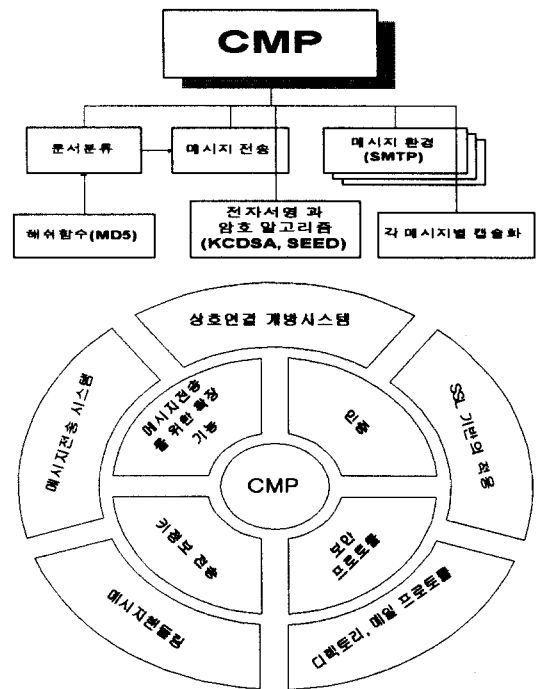 CMP
문서분류
메시지 전송
메시지 환경
(SMTP)
해쉬함수(MD5)
전자서명 과
암호 알고리즘
(KCDSA, SEED)
각 메시지별 캡슐화
상호연결 개방시스템
메시지전송 시스템
메시지전송
를 위한 확장
기능
인증
SSL 기반의 적용
CMP
키정보 전송
보안
프로토콜
메시지핸들링
디렉토리, 메일 프로토콜